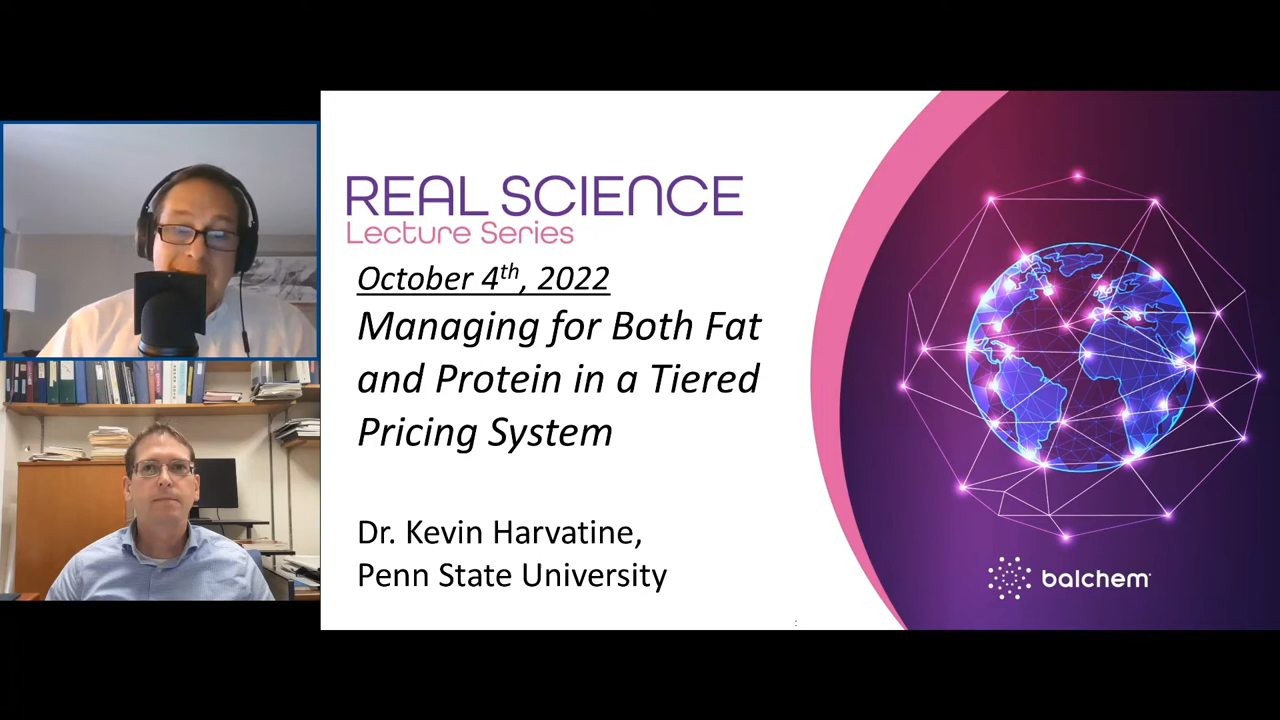 REAL SCIENCE
Lecture Series
October 4th, 2022
Managing for Both Fat
and Protein in a Tiered
Pricing System
Dr. Kevin Harvatine,
Penn State University
balchem